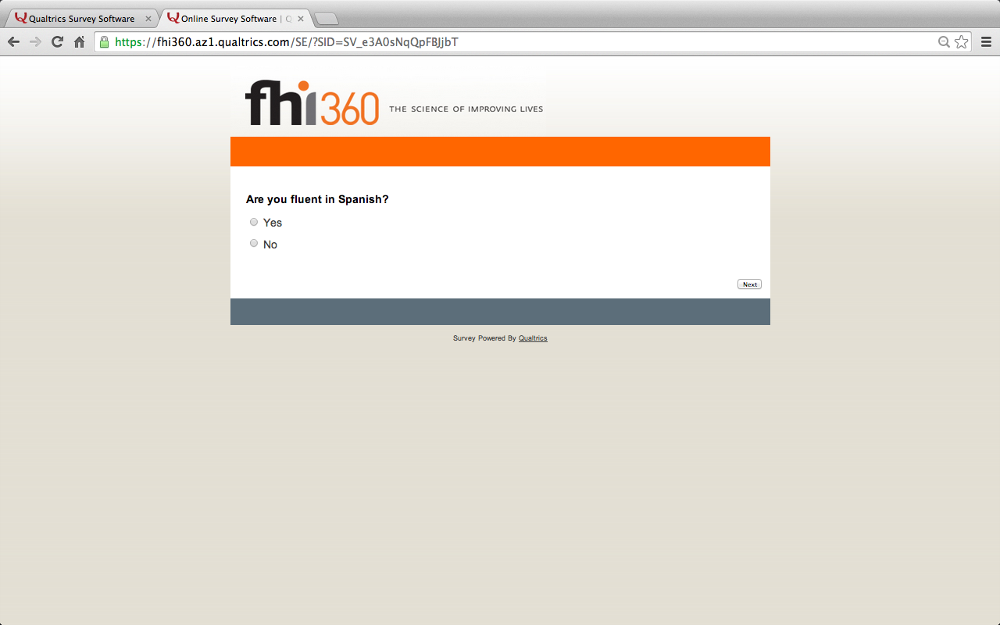 Qualtrics Survey Software
Online Survey Software | Q
https://fhi360.az1.qualtrics.com/SE/?SID=SV_e3A0sNqQpFBJjbT
fhi360 THE SCIENCE OF IMPROVING LIVES
Are you fluent in Spanish?
Yes
No
Next
Survey Powered By Qualtrics